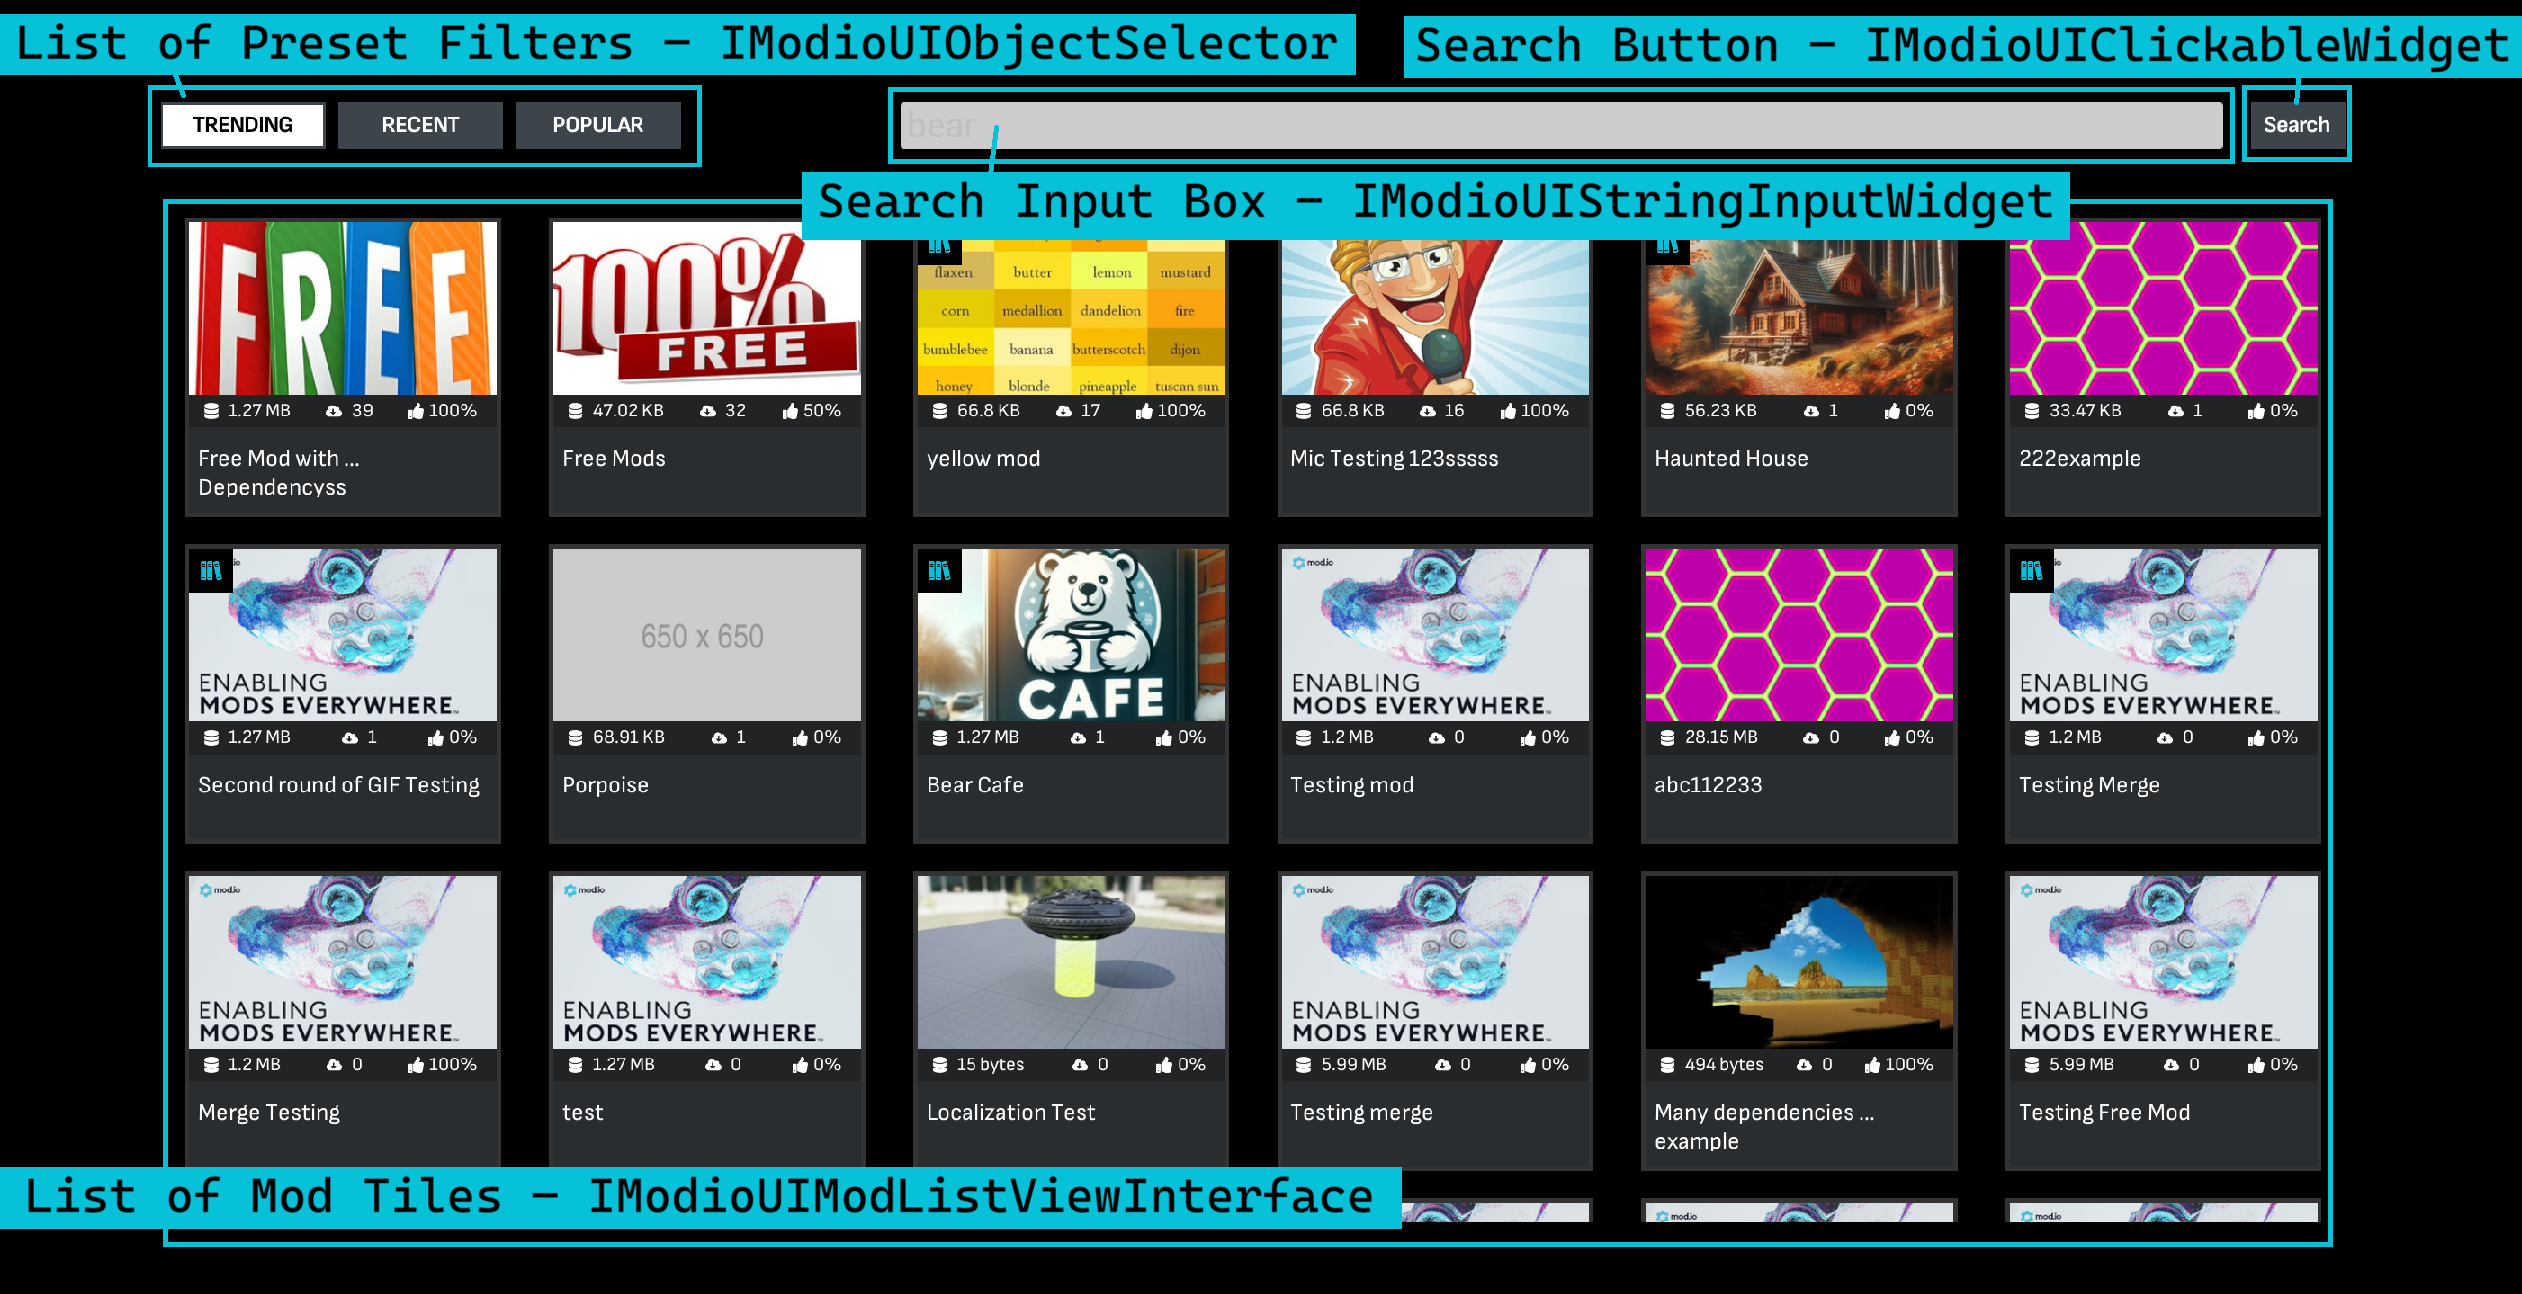 List of Preset Filters - IModioUIObjectSelector
Search Button - IModioUIClickableWidget
TRENDING
RECENT
POPULAR
bear
Search
Search Input Box - IModioUIStringInputWidget
FREE
100%
FREE
flaxen butter lemon mustard
corn medallion dandelion fire
bumblebee banana butterscotch dijon
honey blonde pineapple tuscan sun
1.27 MB 39 100%
47.02 KB 32 50%
66.8 KB 17 100%
66.8 KB 16 100%
56.23 KB 1 0%
33.47 KB 1 0%
Free Mod with ...
Dependencyss
Free Mods
yellow mod
Mic Testing 123sssss
Haunted House
222example
ENABLING
MODS EVERYWHERE
650 x 650
CAFE
mod.io
ENABLING
MODS EVERYWHERE
ENABLING
MODS EVERYWHERE
1.27 MB 1 0%
68.91 KB 1 0%
1.27 MB 1 0%
1.2 MB 0 0%
28.15 MB 0 0%
1.2 MB 0 0%
Second round of GIF Testing
Porpoise
Bear Cafe
Testing mod
abc112233
Testing Merge
mod.io
ENABLING
MODS EVERYWHERE
mod.io
ENABLING
MODS EVERYWHERE
mod.io
ENABLING
MODS EVERYWHERE
mod.io
ENABLING
MODS EVERYWHERE
1.2 MB 0 100%
1.27 MB 0 0%
15 bytes 0 0%
5.99 MB 0 0%
494 bytes 0 100%
5.99 MB 0 0%
Merge Testing
test
Localization Test
Testing merge
Many dependencies ...
example
Testing Free Mod
List of Mod Tiles - IModioUIModListViewInterface
mod.io
mod.io